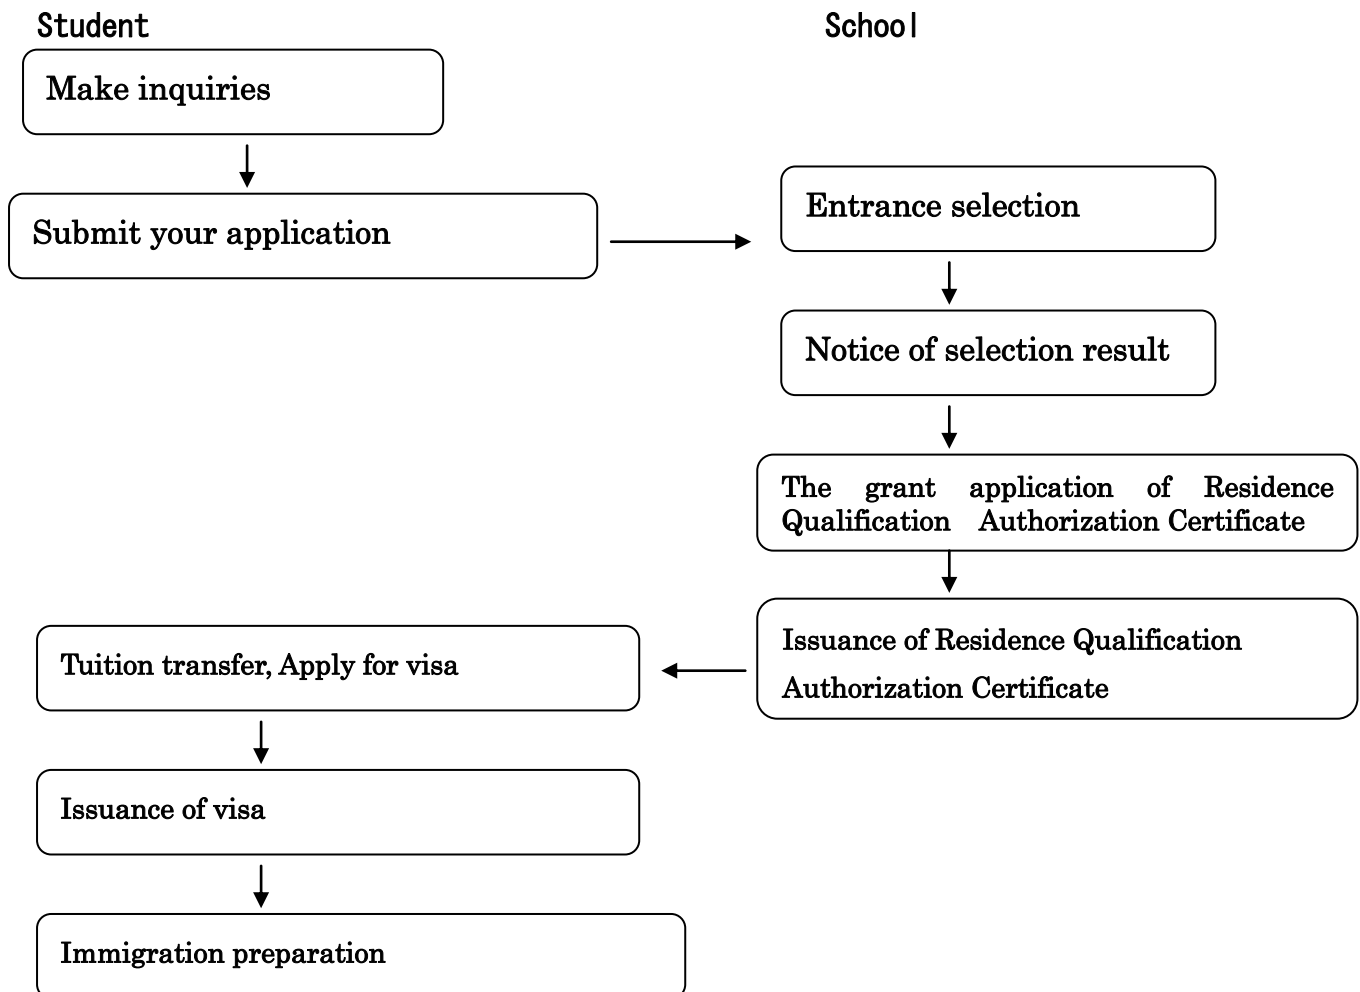 Student
School
Make inquiries
Submit your application
Entrance selection
Notice of selection result
The grant application of Residence
Qualification Authorization Certificate
Issuance of Residence Qualification
Authorization Certificate
Tuition transfer, Apply for visa
Issuance of visa
Immigration preparation